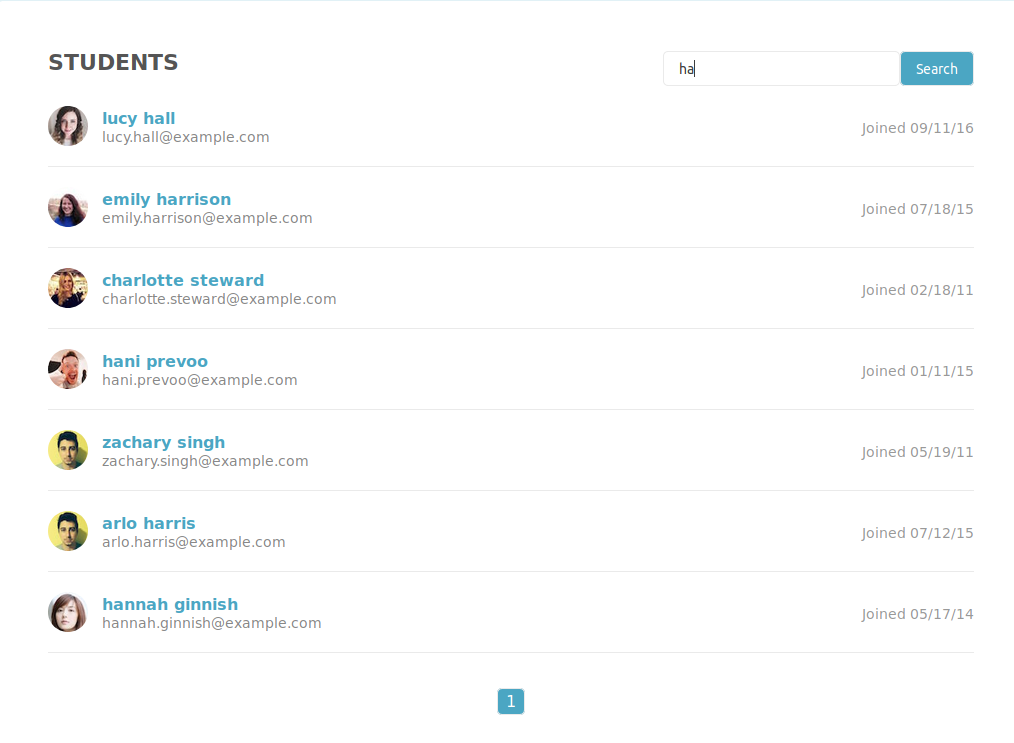 STUDENTS
ha
Search
lucy hall
lucy.hall@example.com
Joined 09/11/16
emily harrison
emily.harrison@example.com
Joined 07/18/15
charlotte steward
charlotte.steward@example.com
Joined 02/18/11
hani prevoo
hani.prevoo@example.com
Joined 01/11/15
zachary singh
zachary.singh@example.com
Joined 05/19/11
arlo harris
arlo.harris@example.com
Joined 07/12/15
hannah ginnish
hannah.ginnish@example.com
Joined 05/17/14
1